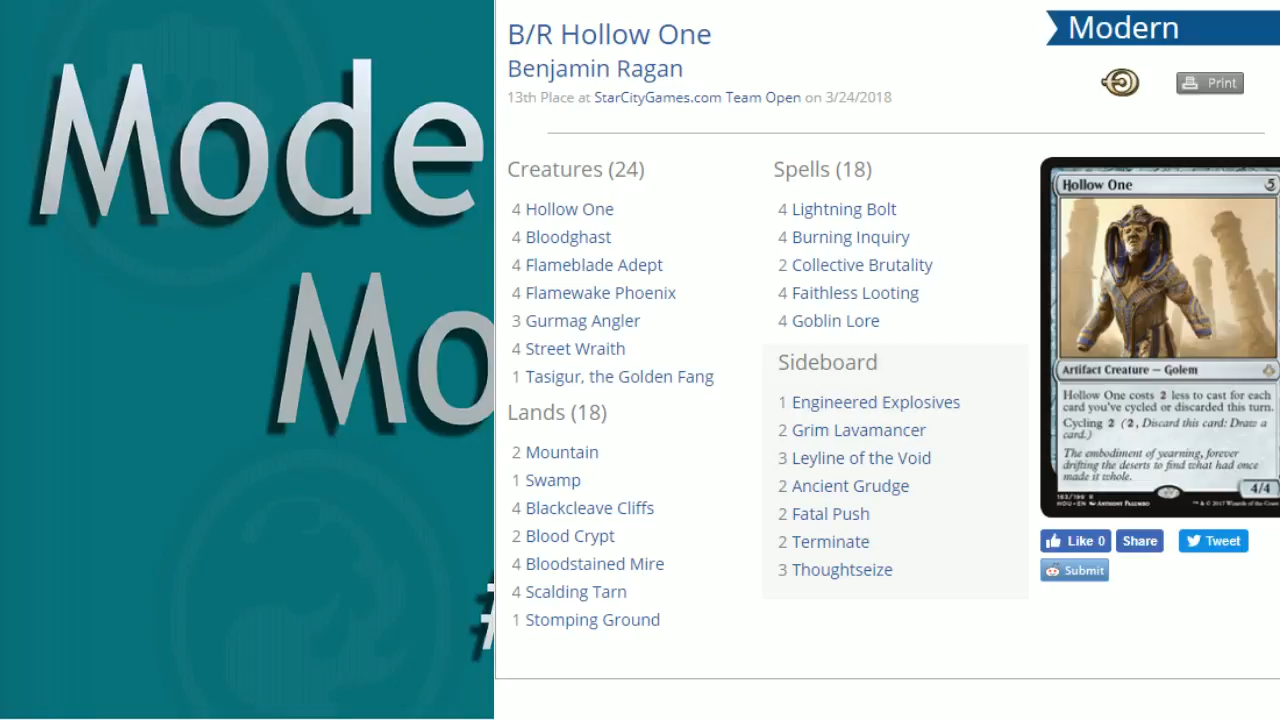 Mode
Mo
#
B/R Hollow One
Benjamin Ragan
13th Place at StarCityGames.com Team Open on 3/24/2018
Modern
Print
Creatures (24)
4 Hollow One
4 Bloodghast
4 Flameblade Adept
4 Flamewake Phoenix
3 Gurmag Angler
4 Street Wraith
1 Tasigur, the Golden Fang
Lands (18)
2 Mountain
1 Swamp
4 Blackcleave Cliffs
2 Blood Crypt
4 Bloodstained Mire
4 Scalding Tarn
1 Stomping Ground
Spells (18)
4 Lightning Bolt
4 Burning Inquiry
2 Collective Brutality
4 Faithless Looting
4 Goblin Lore
Sideboard
1 Engineered Explosives
2 Grim Lavamancer
3 Leyline of the Void
2 Ancient Grudge
2 Fatal Push
2 Terminate
3 Thoughtseize
Hollow One 5
Artifact Creature — Golem
Hollow One costs 2 less to cast for each
card you've cycled or discarded this turn.
Cycling 2 (2, Discard this card: Draw a
card.)
The embodiment of yearning, forever
drifting the deserts to find what had once
made it whole.
4/4
Like 0 Share Tweet
Submit